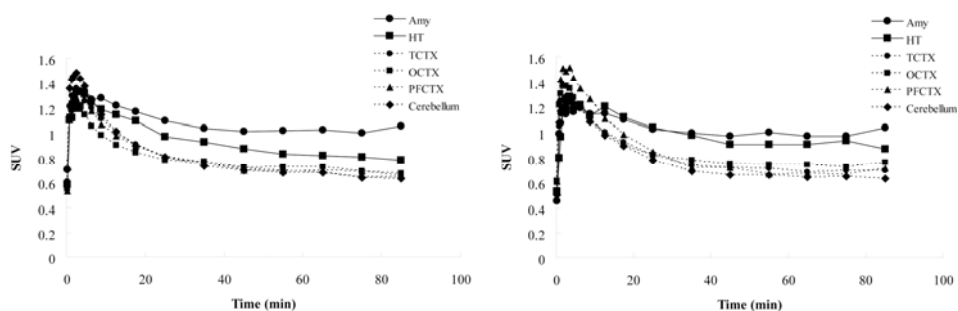 Amy
HT
TCTX
OCTX
PFCTX
Cerebellum
1.6
1.4
1.2
1
0.8
0.6
0.4
0.2
0
SUV
0 20 40 60 80 100
Time (min)
Amy
HT
TCTX
OCTX
PFCTX
Cerebellum
1.6
1.4
1.2
1
0.8
0.6
0.4
0.2
0
SUV
0 20 40 60 80 100
Time (min)